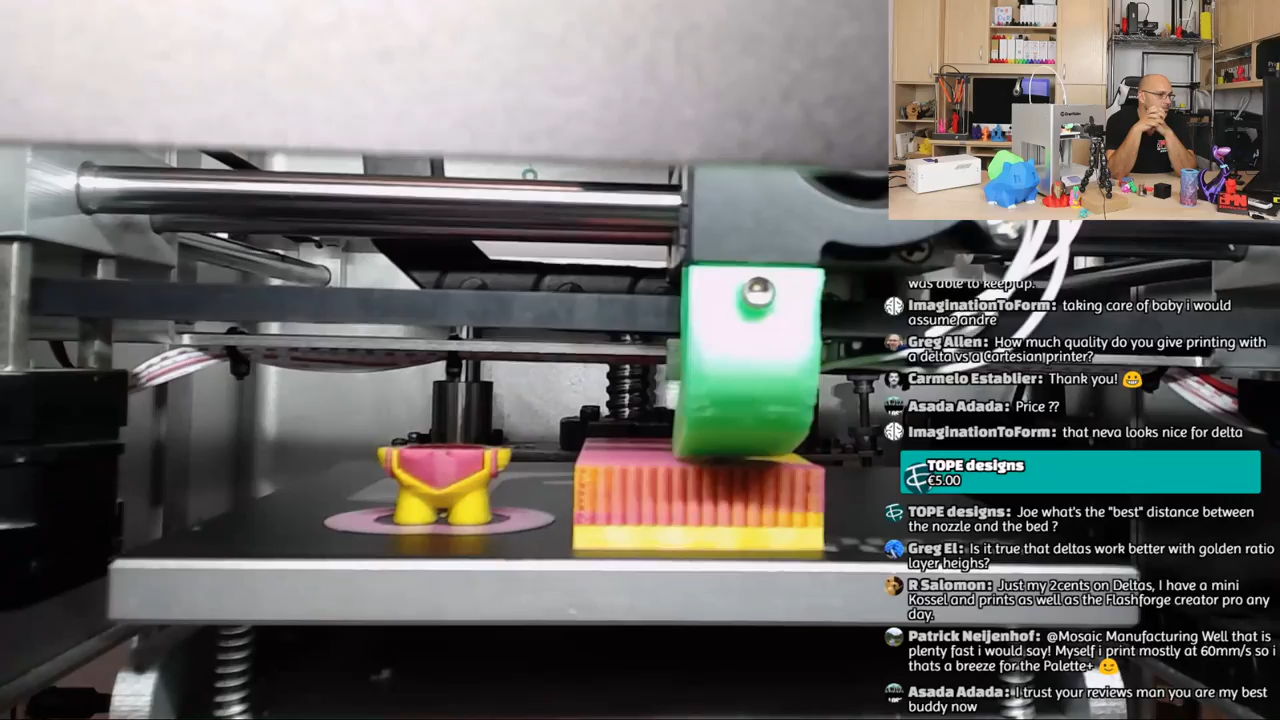 was able to keep up.
ImaginationToForm: taking care of baby i would
assume andre
Greg Allen: How much quality do you give printing with
a delta vs a Cartesian|printer?
Carmelo Establier: Thank you! 😬
Asada Adada: Price ??
ImaginationToForm: that neva looks nice for delta
TOPE designs
€5.00
TOPE designs: Joe what's the "best" distance between
the nozzle and the bed ?
Greg El: Is it true that deltas work better with golden ratio
layer heighs?
R Salomon: Just my 2cents on Deltas, I have a mini
Kossel and prints as well as the Flashforge creator pro any
day.
Patrick Neijenhof: @Mosaic Manufacturing Well that is
plenty fast i would say! Myself i print mostly at 60mm/s so i
thats a breeze for the Palette+ 😉
Asada Adada: I trust your reviews man you are my best
buddy now